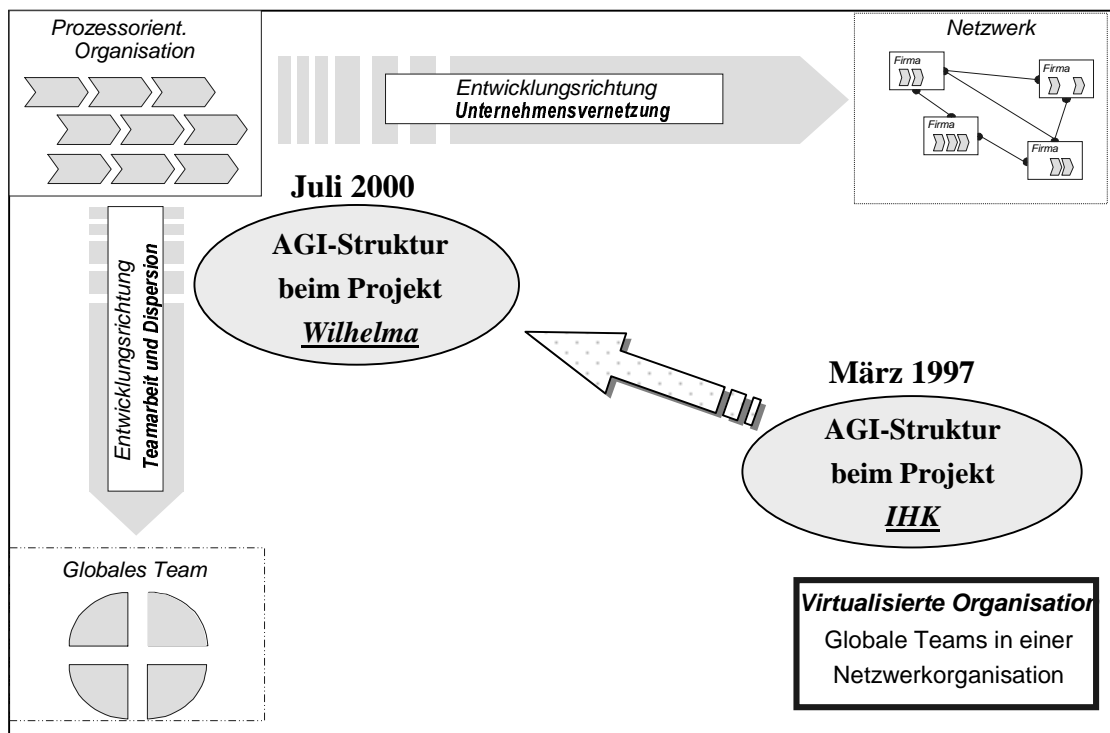 Prozessorient.
Organisation
Entwicklungsrichtung
Unternehmensvernetzung
Netzwerk
Firma
Firma
Firma
Firma
Juli 2000
AGI-Struktur
beim Projekt
Wilhelma
Entwicklungsrichtung
Teamarbeit und Dispersion
März 1997
AGI-Struktur
beim Projekt
IHK
Globales Team
Virtualisierte Organisation
Globale Teams in einer
Netzwerkorganisation